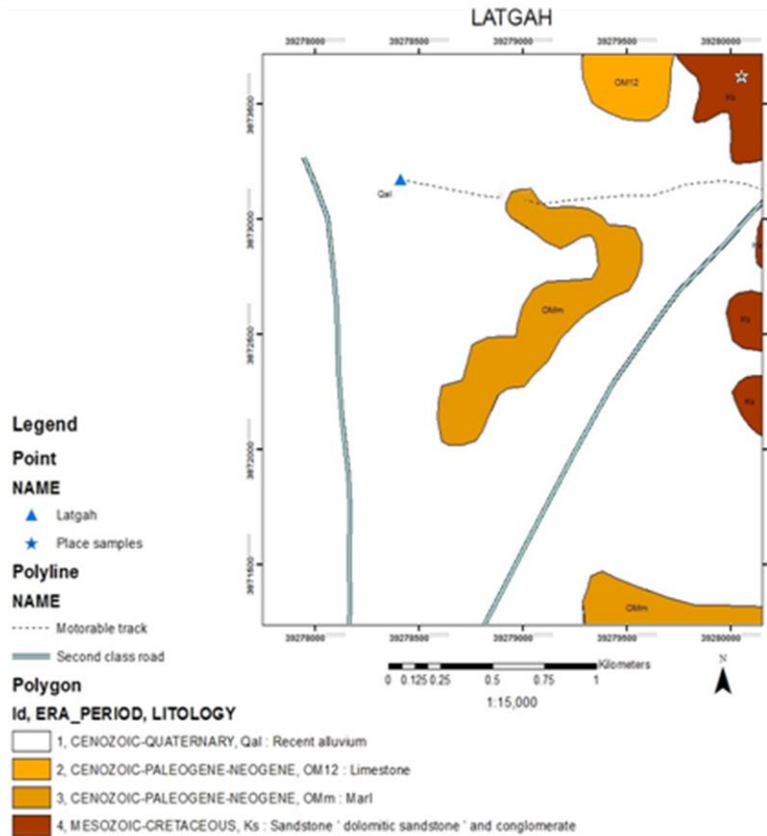 LATGAH
39278000 39278500 39279000 39279500 39280000
3873500
3873000
3872500
3872000
3871500
OM12
Ks
Qal
OMm
Ks
Ks
OMm
39278000 39278500 39279000 39279500 39280000
Kilometers
0 0.125 0.25 0.5 0.75 1
1:15,000
N
Legend
Point
NAME
Latgah
Place samples
Polyline
NAME
Motorable track
Second class road
Polygon
Id, ERA_PERIOD, LITOLOGY
1, CENOZOIC-QUATERNARY, Qal : Recent alluvium
2, CENOZOIC-PALEOGENE-NEOGENE, OM12 : Limestone
3, CENOZOIC-PALEOGENE-NEOGENE, OMm : Marl
4, MESOZOIC-CRETACEOUS, Ks : Sandstone ' dolomitic sandstone ' and conglomerate